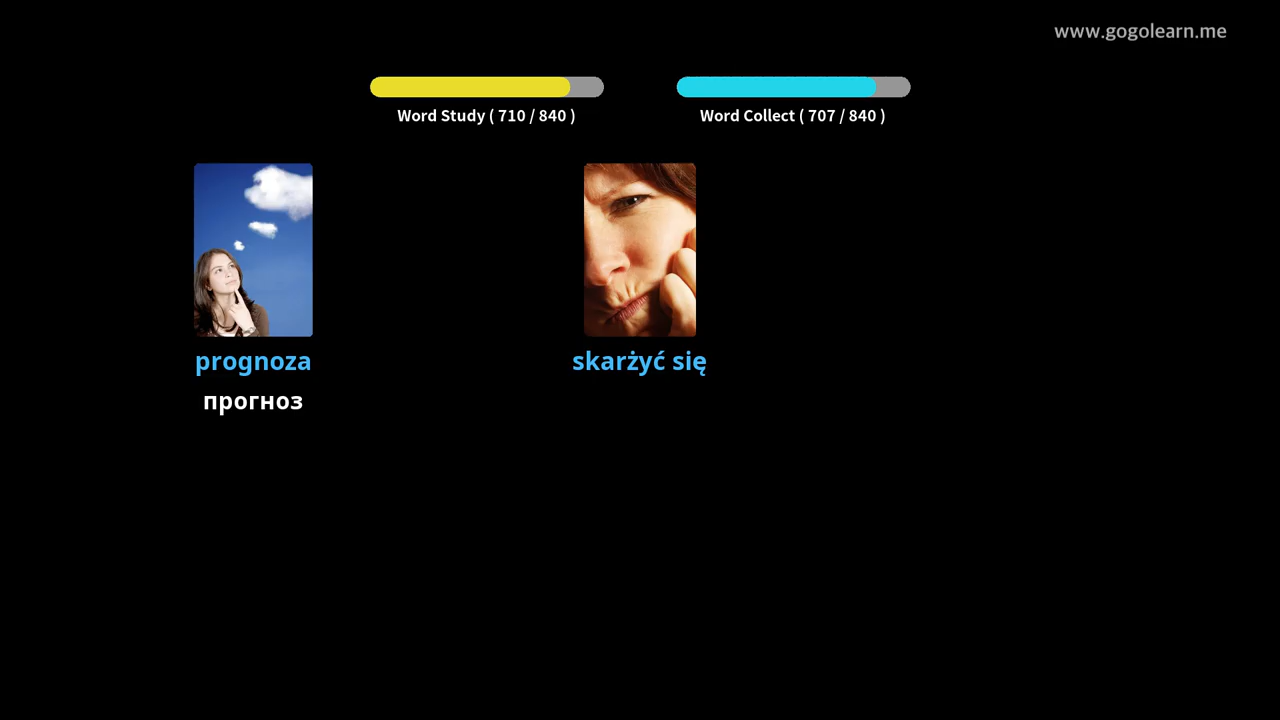 www.gogolearn.me
Word Study ( 710 / 840 )
Word Collect ( 707 / 840 )
prognoza
skarżyć się
прогноз